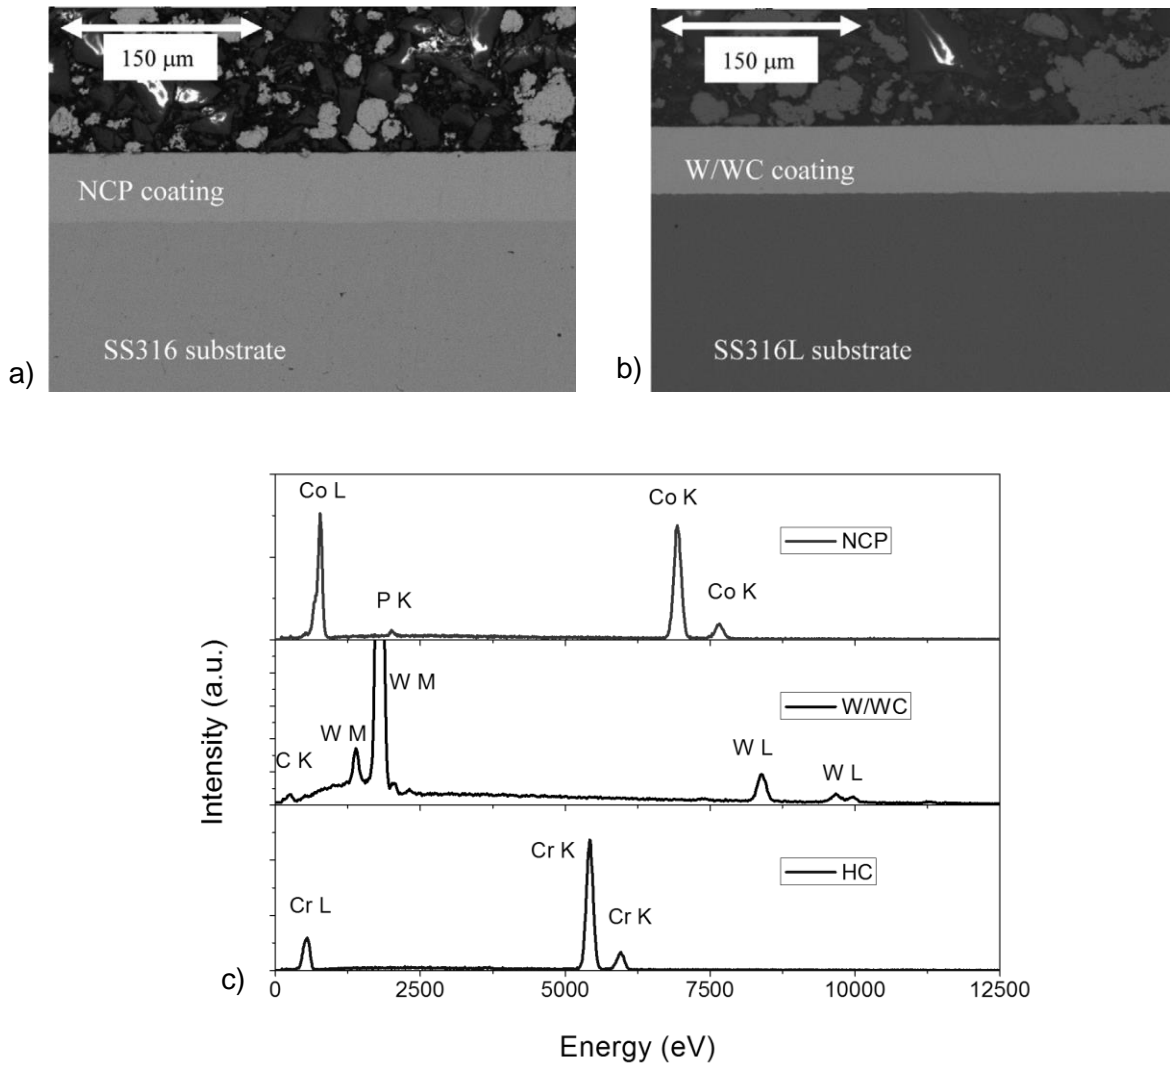 150 μm
NCP coating
SS316 substrate
a)
150 μm
W/WC coating
SS316L substrate
b)
Co L
Co K
NCP
P K
Co K
W M
W/WC
W M
C K
W L
W L
Cr K
HC
Cr L
Cr K
c)
0 2500 5000 7500 10000 12500
Energy (eV)
Intensity (a.u.)